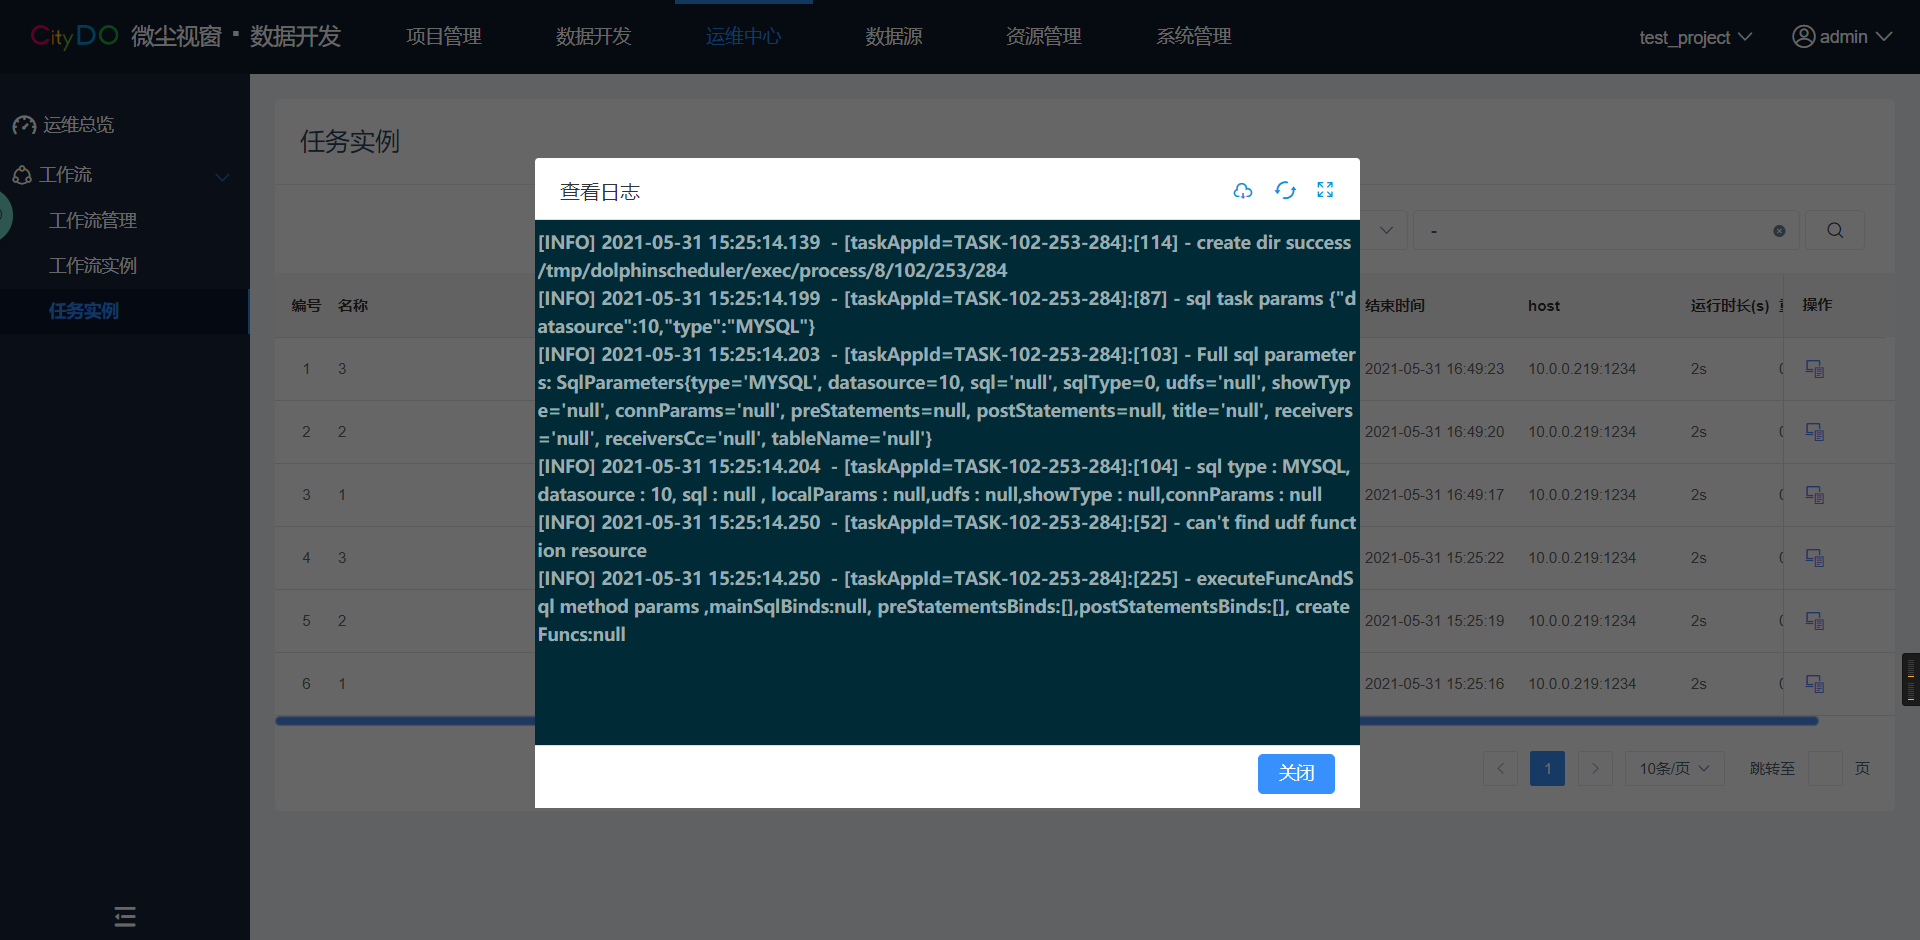 CityDO 微尘视窗 · 数据开发 项目管理 数据开发 运维中心 数据源 资源管理 系统管理 test_project admin
运维总览
工作流
工作流管理
工作流实例
任务实例
任务实例
-
编号 名称 结束时间 host 运行时长(s) 操作
1 3 2021-05-31 16:49:23 10.0.0.219:1234 2s
2 2 2021-05-31 16:49:20 10.0.0.219:1234 2s
3 1 2021-05-31 16:49:17 10.0.0.219:1234 2s
4 3 2021-05-31 15:25:22 10.0.0.219:1234 2s
5 2 2021-05-31 15:25:19 10.0.0.219:1234 2s
6 1 2021-05-31 15:25:16 10.0.0.219:1234 2s
1 10条/页 跳转至 页
查看日志
[INFO] 2021-05-31 15:25:14.139  - [taskAppId=TASK-102-253-284]:[114] - create dir success
/tmp/dolphinscheduler/exec/process/8/102/253/284
[INFO] 2021-05-31 15:25:14.199  - [taskAppId=TASK-102-253-284]:[87] - sql task params {"d
atasource":10,"type":"MYSQL"}
[INFO] 2021-05-31 15:25:14.203  - [taskAppId=TASK-102-253-284]:[103] - Full sql parameter
s: SqlParameters{type='MYSQL', datasource=10, sql='null', sqlType=0, udfs='null', showTyp
e='null', connParams='null', preStatements=null, postStatements=null, title='null', receivers
='null', receiversCc='null', tableName='null'}
[INFO] 2021-05-31 15:25:14.204  - [taskAppId=TASK-102-253-284]:[104] - sql type : MYSQL,
datasource : 10, sql : null , localParams : null,udfs : null,showType : null,connParams : null
[INFO] 2021-05-31 15:25:14.250  - [taskAppId=TASK-102-253-284]:[52] - can't find udf funct
ion resource
[INFO] 2021-05-31 15:25:14.250  - [taskAppId=TASK-102-253-284]:[225] - executeFuncAndS
ql method params ,mainSqlBinds:null, preStatementsBinds:[],postStatementsBinds:[], create
Funcs:null
关闭